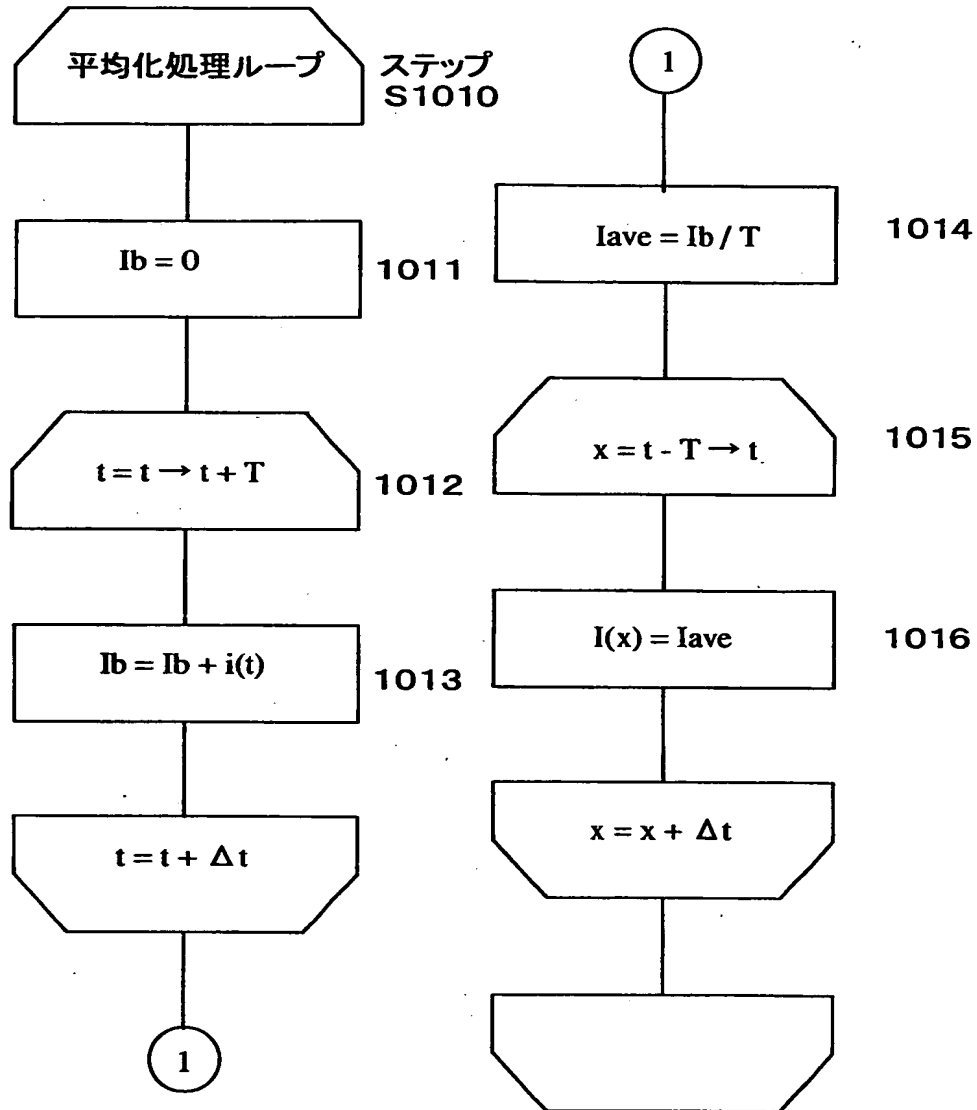 平均化処理ループ
ステップ
S1010
Ib = 0
1011
t = t → t + T
1012
Ib = Ib + i(t)
1013
t = t + Δt
1
1
Iave = Ib / T
1014
x = t - T → t
1015
I(x) = Iave
1016
x = x + Δt